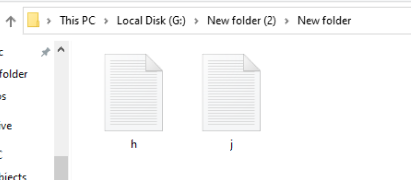 This PC > Local Disk (G:) > New folder (2) > New folder
folder
h
j